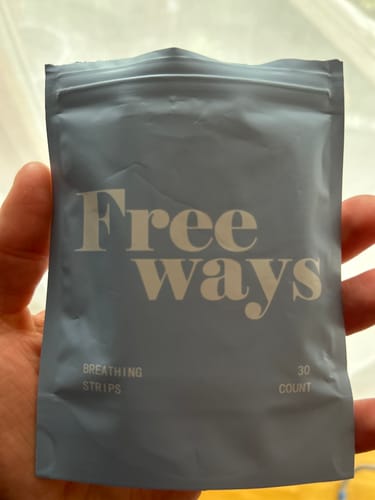 Free
ways
BREATHING 30
STRIPS COUNT